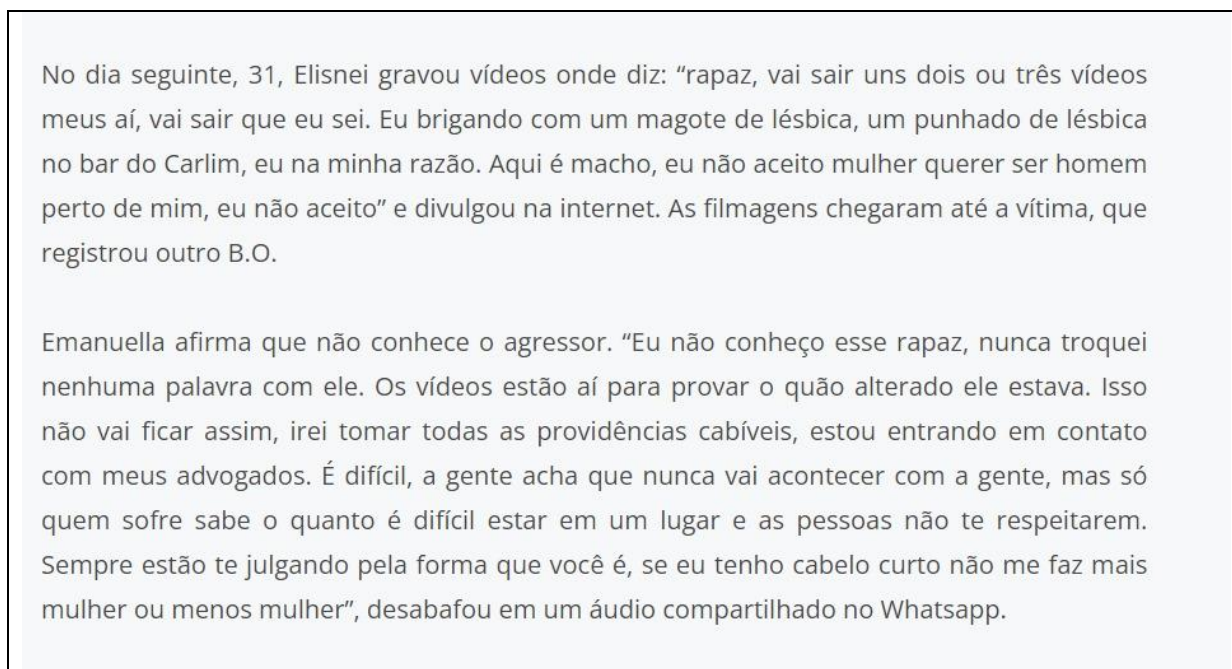 No dia seguinte, 31, Elisnei gravou vídeos onde diz: “rapaz, vai sair uns dois ou três vídeos
meus aí, vai sair que eu sei. Eu brigando com um magote de lésbica, um punhado de lésbica
no bar do Carlim, eu na minha razão. Aqui é macho, eu não aceito mulher querer ser homem
perto de mim, eu não aceito” e divulgou na internet. As filmagens chegaram até a vítima, que
registrou outro B.O.
Emanuella afirma que não conhece o agressor. “Eu não conheço esse rapaz, nunca troquei
nenhuma palavra com ele. Os vídeos estão aí para provar o quão alterado ele estava. Isso
não vai ficar assim, irei tomar todas as providências cabíveis, estou entrando em contato
com meus advogados. É difícil, a gente acha que nunca vai acontecer com a gente, mas só
quem sofre sabe o quanto é difícil estar em um lugar e as pessoas não te respeitarem.
Sempre estão te julgando pela forma que você é, se eu tenho cabelo curto não me faz mais
mulher ou menos mulher”, desabafou em um áudio compartilhado no Whatsapp.